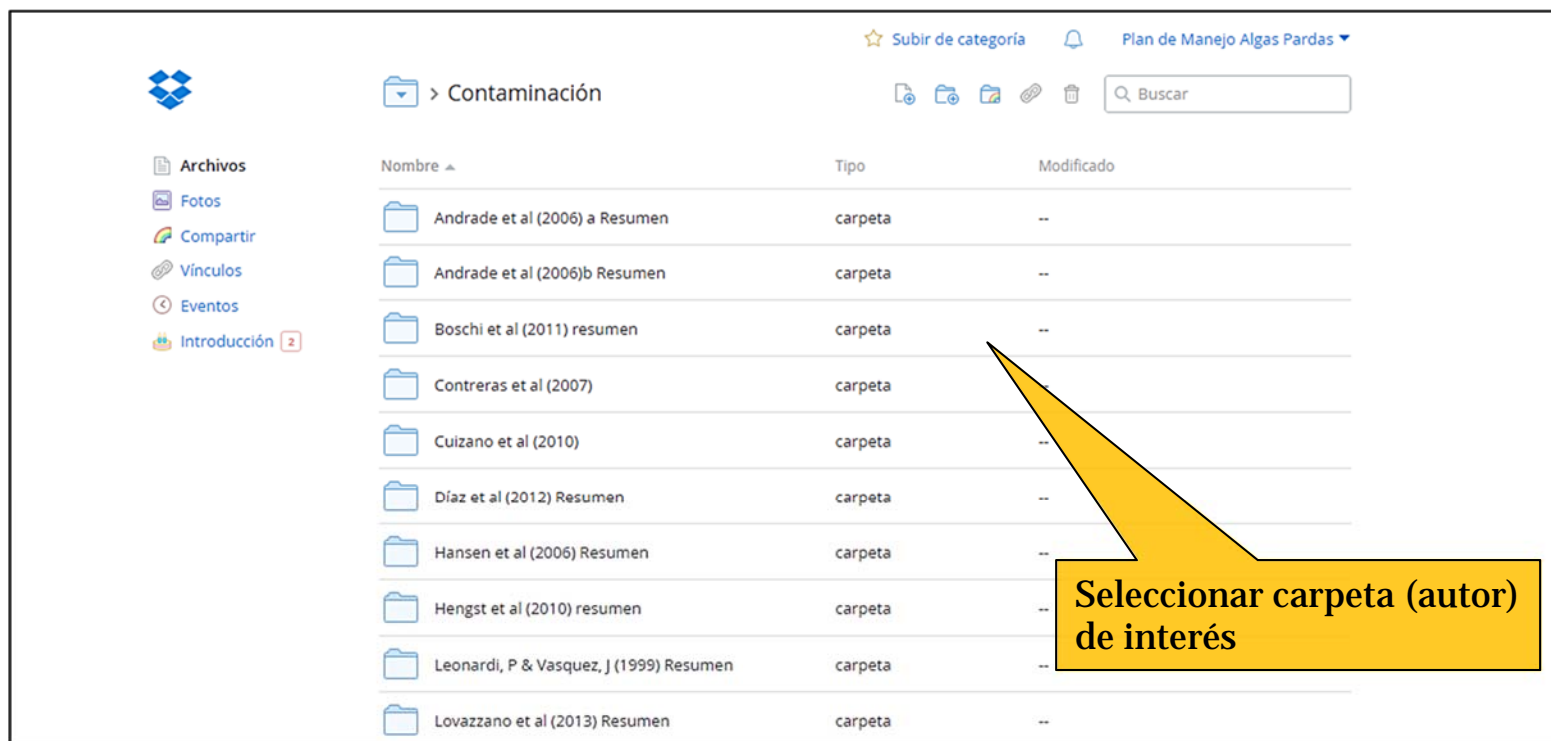 Subir de categoría Plan de Manejo Algas Pardas
> Contaminación Buscar
Archivos
Fotos
Compartir
Vínculos
Eventos
Introducción 2
Nombre Tipo Modificado
Andrade et al (2006) a Resumen carpeta --
Andrade et al (2006)b Resumen carpeta --
Boschi et al (2011) resumen carpeta --
Contreras et al (2007) carpeta --
Cuizano et al (2010) carpeta --
Díaz et al (2012) Resumen carpeta --
Hansen et al (2006) Resumen carpeta --
Hengst et al (2010) resumen carpeta --
Leonardi, P & Vasquez, J (1999) Resumen carpeta --
Lovazzano et al (2013) Resumen carpeta --
Seleccionar carpeta (autor)
de interés